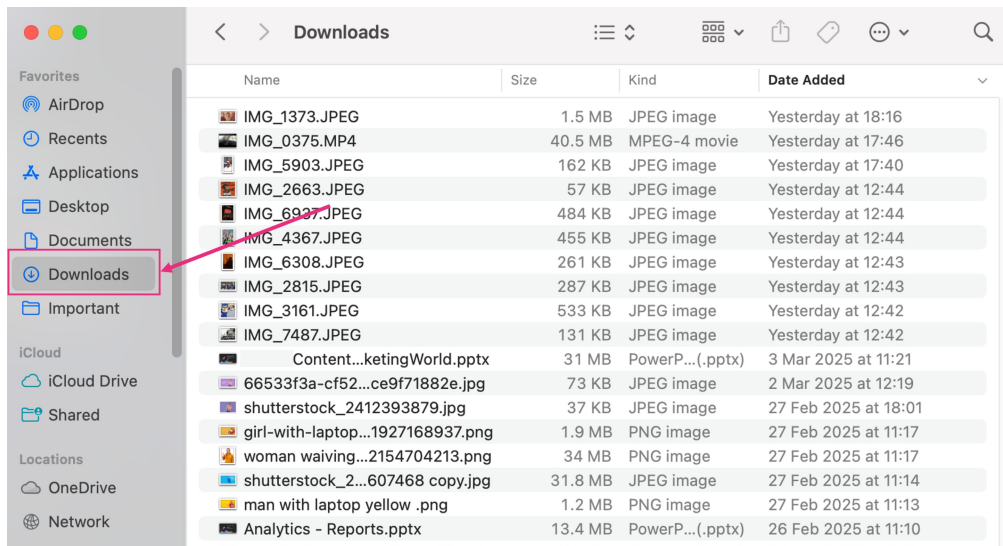 Downloads
Favorites
AirDrop
Recents
Applications
Desktop
Documents
Downloads
Important
iCloud
iCloud Drive
Shared
Locations
OneDrive
Network
Name Size Kind Date Added
IMG_1373.JPEG 1.5 MB JPEG image Yesterday at 18:16
IMG_0375.MP4 40.5 MB MPEG-4 movie Yesterday at 17:46
IMG_5903.JPEG 162 KB JPEG image Yesterday at 17:40
IMG_2663.JPEG 57 KB JPEG image Yesterday at 12:44
IMG_6937.JPEG 484 KB JPEG image Yesterday at 12:44
IMG_4367.JPEG 455 KB JPEG image Yesterday at 12:44
IMG_6308.JPEG 261 KB JPEG image Yesterday at 12:43
IMG_2815.JPEG 287 KB JPEG image Yesterday at 12:43
IMG_3161.JPEG 533 KB JPEG image Yesterday at 12:42
IMG_7487.JPEG 131 KB JPEG image Yesterday at 12:42
Content...ketingWorld.pptx 31 MB PowerP...(.pptx) 3 Mar 2025 at 11:21
66533f3a-cf52...ce9f71882e.jpg 73 KB JPEG image 2 Mar 2025 at 12:19
shutterstock_2412393879.jpg 37 KB JPEG image 27 Feb 2025 at 18:01
girl-with-laptop...1927168937.png 1.9 MB PNG image 27 Feb 2025 at 11:17
woman waiving...2154704213.png 34 MB PNG image 27 Feb 2025 at 11:17
shutterstock_2...607468 copy.jpg 31.8 MB JPEG image 27 Feb 2025 at 11:14
man with laptop yellow .png 1.2 MB PNG image 27 Feb 2025 at 11:13
Analytics - Reports.pptx 13.4 MB PowerP...(.pptx) 26 Feb 2025 at 11:10